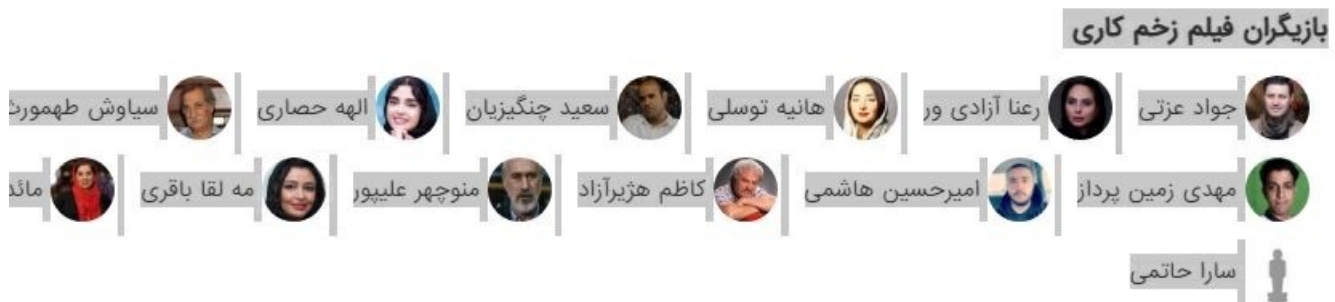 بازیگران فیلم زخم کاری
جواد عزتی رعنا آزادی ور هانیه توسلی سعید چنگیزیان الهه حصاری سیاوش طهمورث
مهدی زمین پرداز امیرحسین هاشمی کاظم هژیرآزاد منوچهر علیپور مه لقا باقری مائد
سارا حاتمی